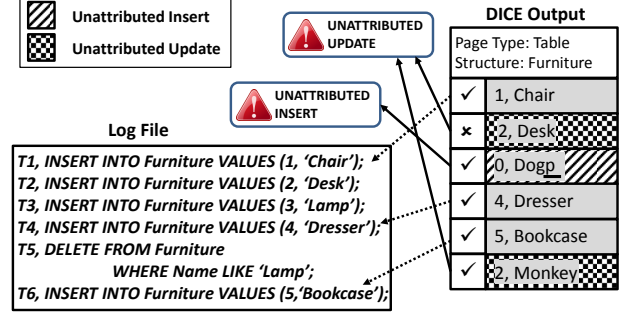 Unattributed Insert
Unattributed Update
UNATTRIBUTED
UPDATE
UNATTRIBUTED
INSERT
Log File
T1, INSERT INTO Furniture VALUES (1, ‘Chair’);
T2, INSERT INTO Furniture VALUES (2, ‘Desk’);
T3, INSERT INTO Furniture VALUES (3, ‘Lamp’);
T4, INSERT INTO Furniture VALUES (4, ‘Dresser’);
T5, DELETE FROM Furniture
WHERE Name LIKE ‘Lamp’;
T6, INSERT INTO Furniture VALUES (5,‘Bookcase’);
DICE Output
Page Type: Table
Structure: Furniture
✓ 1, Chair
✖ 2, Desk
✓ 0, Dogp
✓ 4, Dresser
✓ 5, Bookcase
✓ 2, Monkey